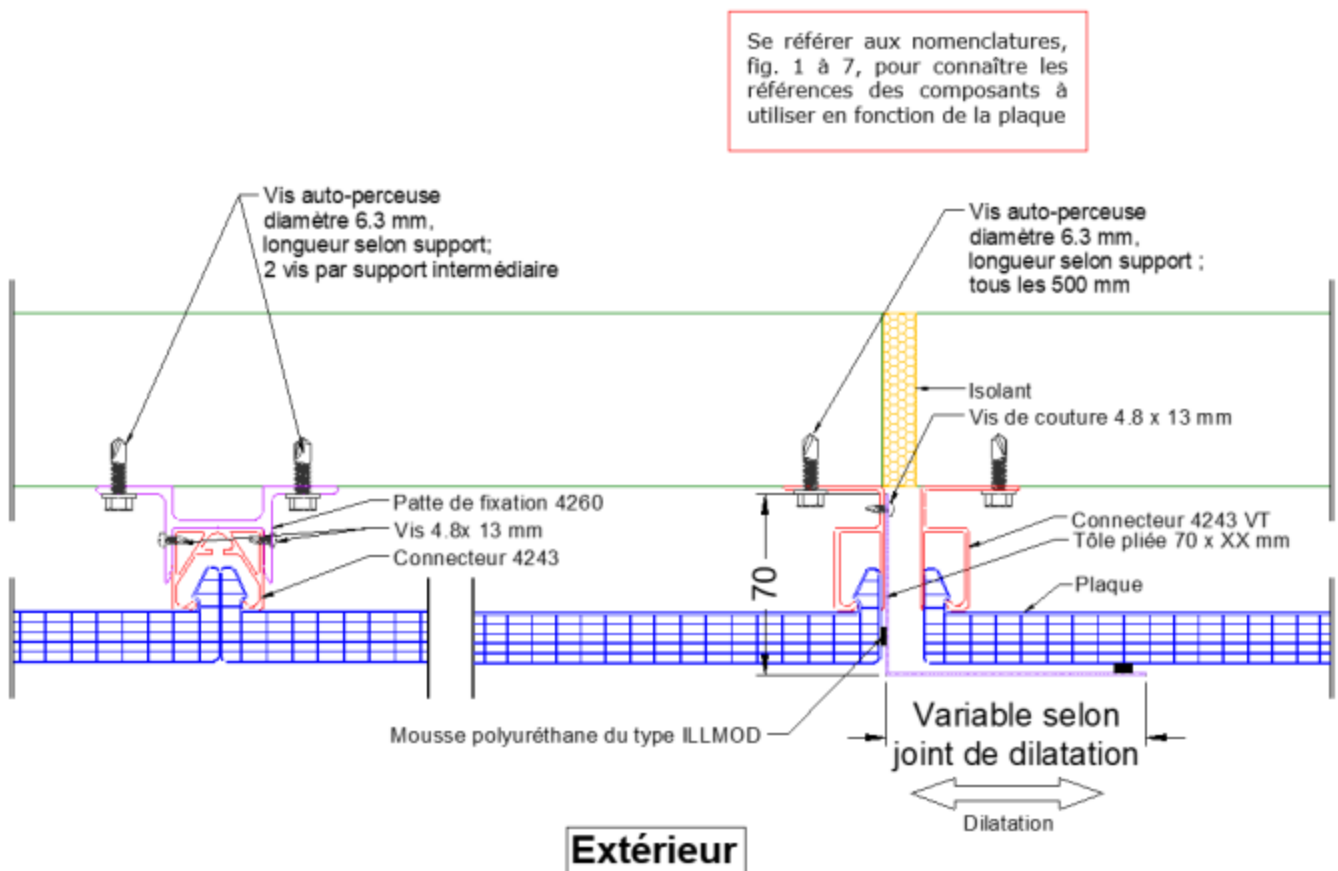 Se référer aux nomenclatures,
fig. 1 à 7, pour connaître les
références des composants à
utiliser en fonction de la plaque
Vis auto-perceuse
diamètre 6.3 mm,
longueur selon support;
2 vis par support intermédiaire
Vis auto-perceuse
diamètre 6.3 mm,
longueur selon support ;
tous les 500 mm
Isolant
Vis de couture 4.8 x 13 mm
Patte de fixation 4260
Vis 4.8x 13 mm
Connecteur 4243
Connecteur 4243 VT
Tôle pliée 70 x XX mm
70
Plaque
Mousse polyuréthane du type ILLMOD
Variable selon
joint de dilatation
Dilatation
Extérieur